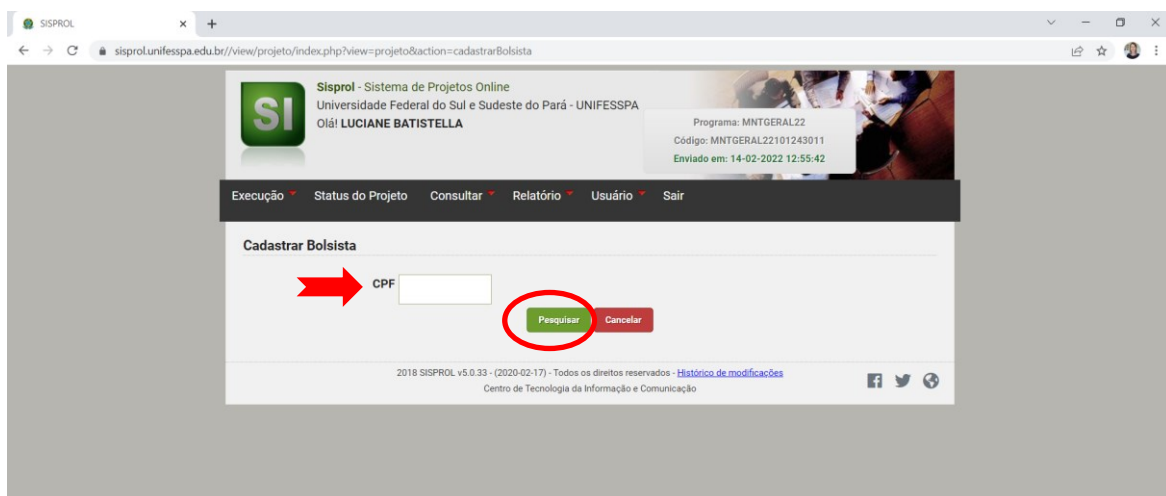 SISPROL
sisprol.unifesspa.edu.br//view/projeto/index.php?view=projeto&action=cadastrarBolsista
SI
Sisprol - Sistema de Projetos Online
Universidade Federal do Sul e Sudeste do Pará - UNIFESSPA
Olá! LUCIANE BATISTELLA
Programa: MNTGERAL22
Código: MNTGERAL22101243011
Enviado em: 14-02-2022 12:55:42
Execução Status do Projeto Consultar Relatório Usuário Sair
Cadastrar Bolsista
CPF
Pesquisar Cancelar
2018 SISPROL v5.0.33 - (2020-02-17) - Todos os direitos reservados - Histórico de modificações
Centro de Tecnologia da Informação e Comunicação